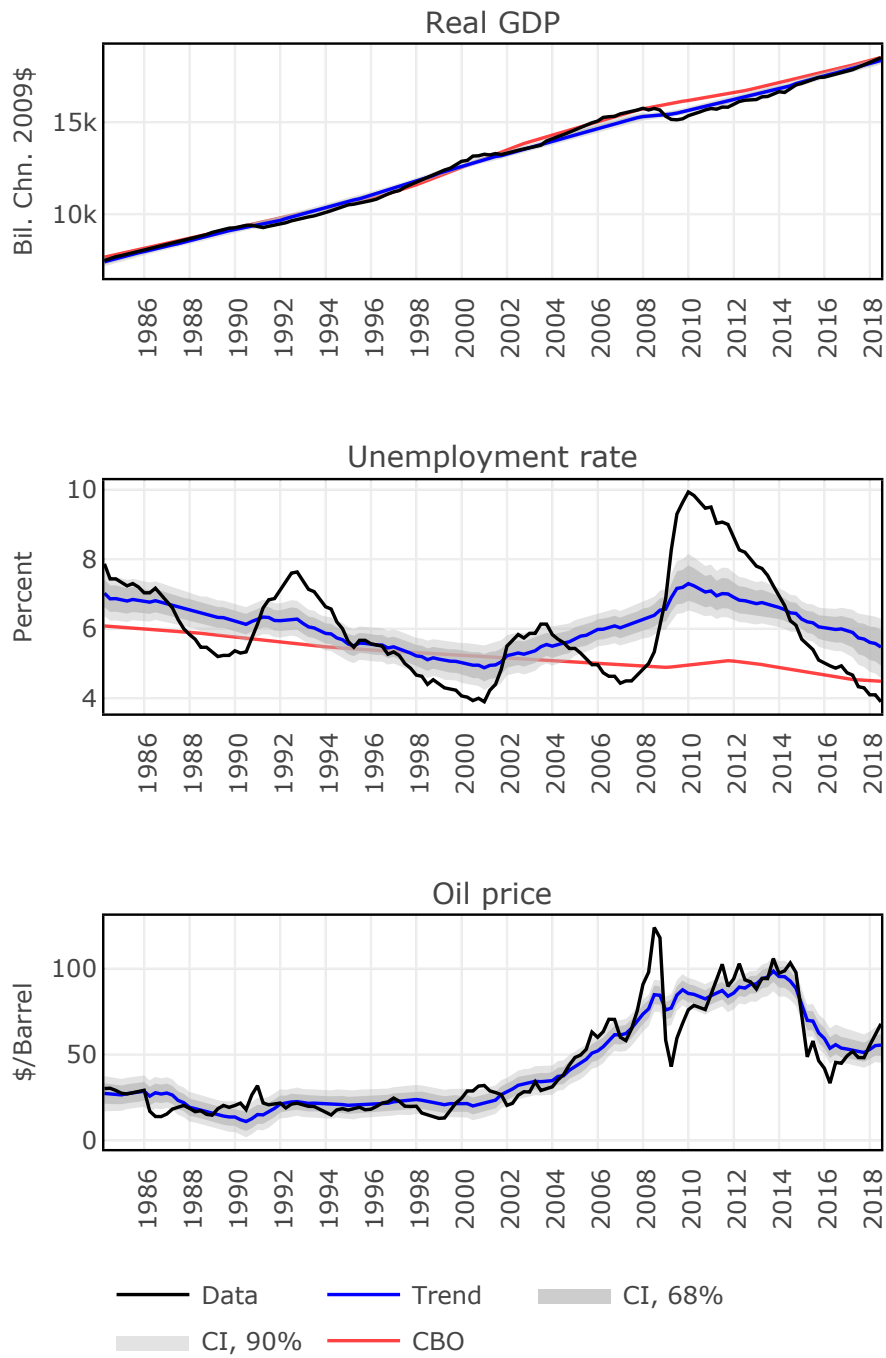 Real GDP
Bil. Chn. 2009$
15k
10k
1986 1988 1990 1992 1994 1996 1998 2000 2002 2004 2006 2008 2010 2012 2014 2016 2018
Unemployment rate
Percent
10
8
6
4
1986 1988 1990 1992 1994 1996 1998 2000 2002 2004 2006 2008 2010 2012 2014 2016 2018
Oil price
$/Barrel
100
50
0
1986 1988 1990 1992 1994 1996 1998 2000 2002 2004 2006 2008 2010 2012 2014 2016 2018
Data Trend CI, 68%
CI, 90% CBO